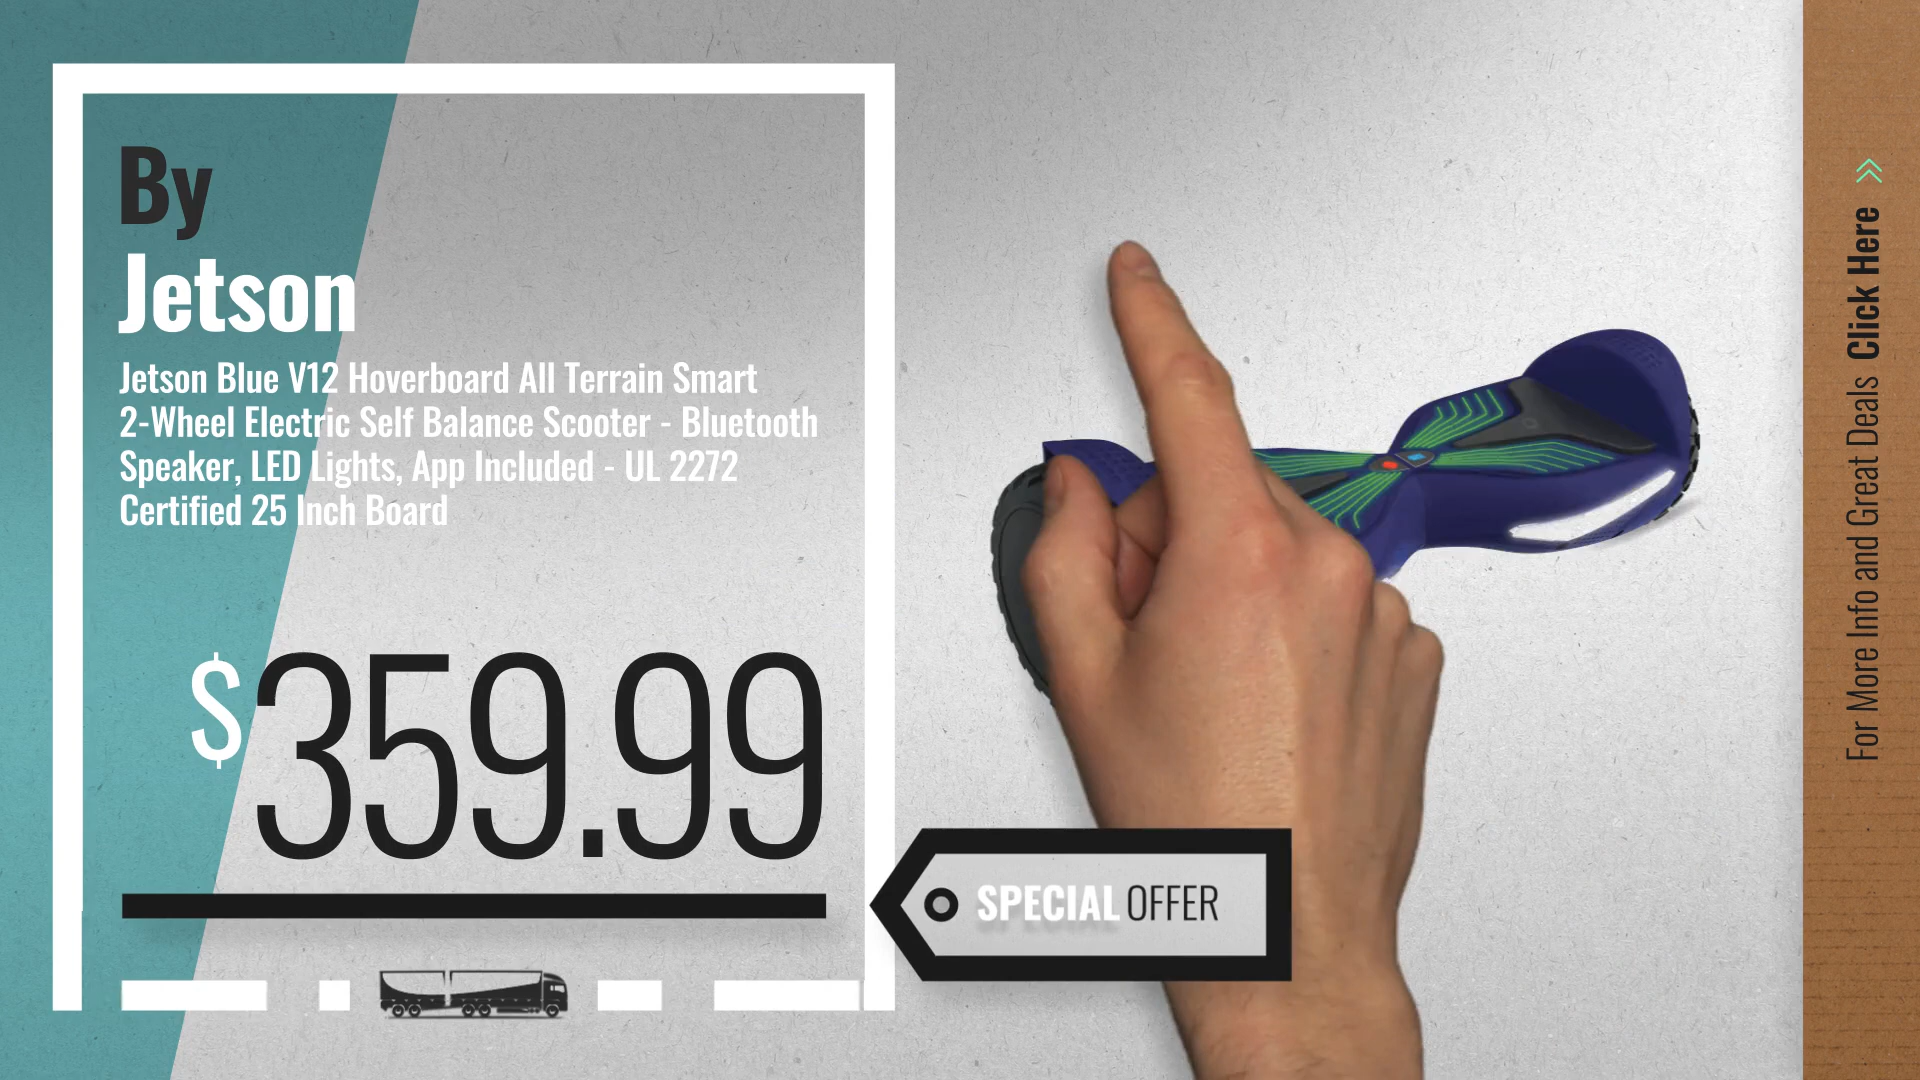 By
Jetson
Jetson Blue V12 Hoverboard All Terrain Smart
2-Wheel Electric Self Balance Scooter - Bluetooth
Speaker, LED Lights, App Included - UL 2272
Certified 25 Inch Board
$359.99
SPECIAL OFFER
For More Info and Great Deals Click Here